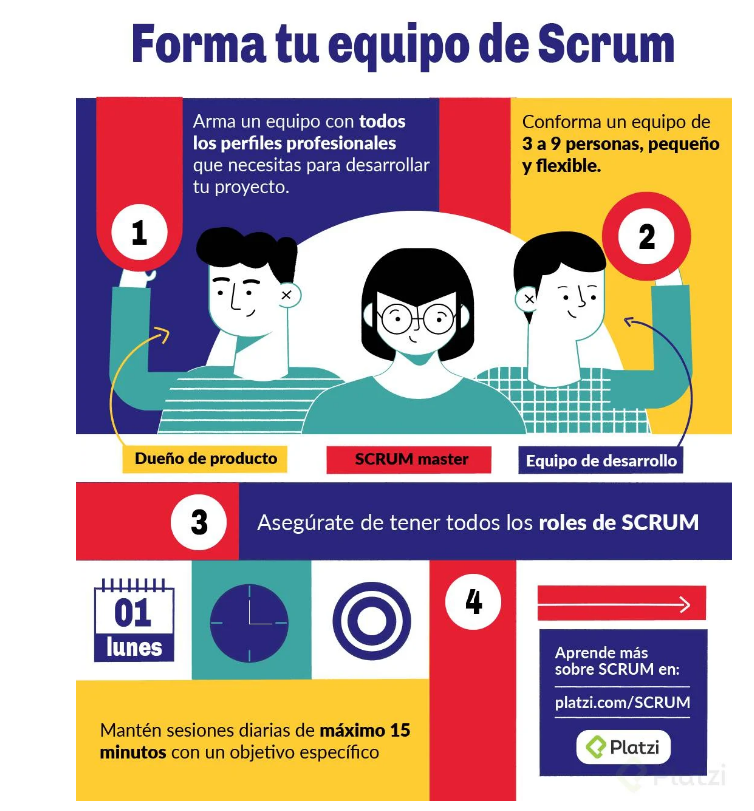 Forma tu equipo de Scrum
Arma un equipo con todos
los perfiles profesionales
que necesitas para desarrollar
tu proyecto.
Conforma un equipo de
3 a 9 personas, pequeño
y flexible.
1
2
Dueño de producto
SCRUM master
Equipo de desarrollo
3
Asegúrate de tener todos los roles de SCRUM
01
lunes
4
Mantén sesiones diarias de máximo 15
minutos con un objetivo específico
Aprende más
sobre SCRUM en:
platzi.com/SCRUM
Platzi
Platzi